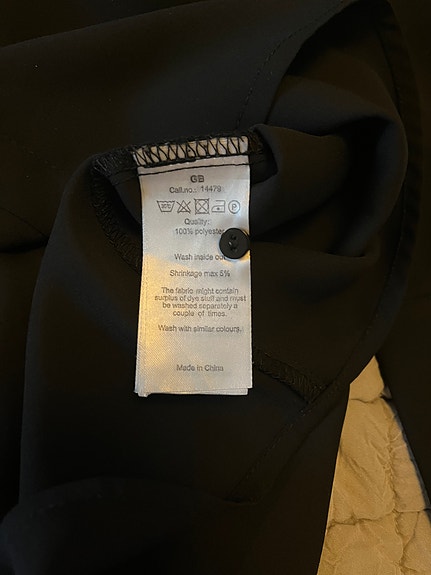 GB
Call.no.: 14479
Quality:
100% polyester
Wash inside out
Shrinkage max 5%
The fabric might contain
surplus of dye stuff and must
be washed separately a
couple of times.
Wash with similar colours.
Made in China